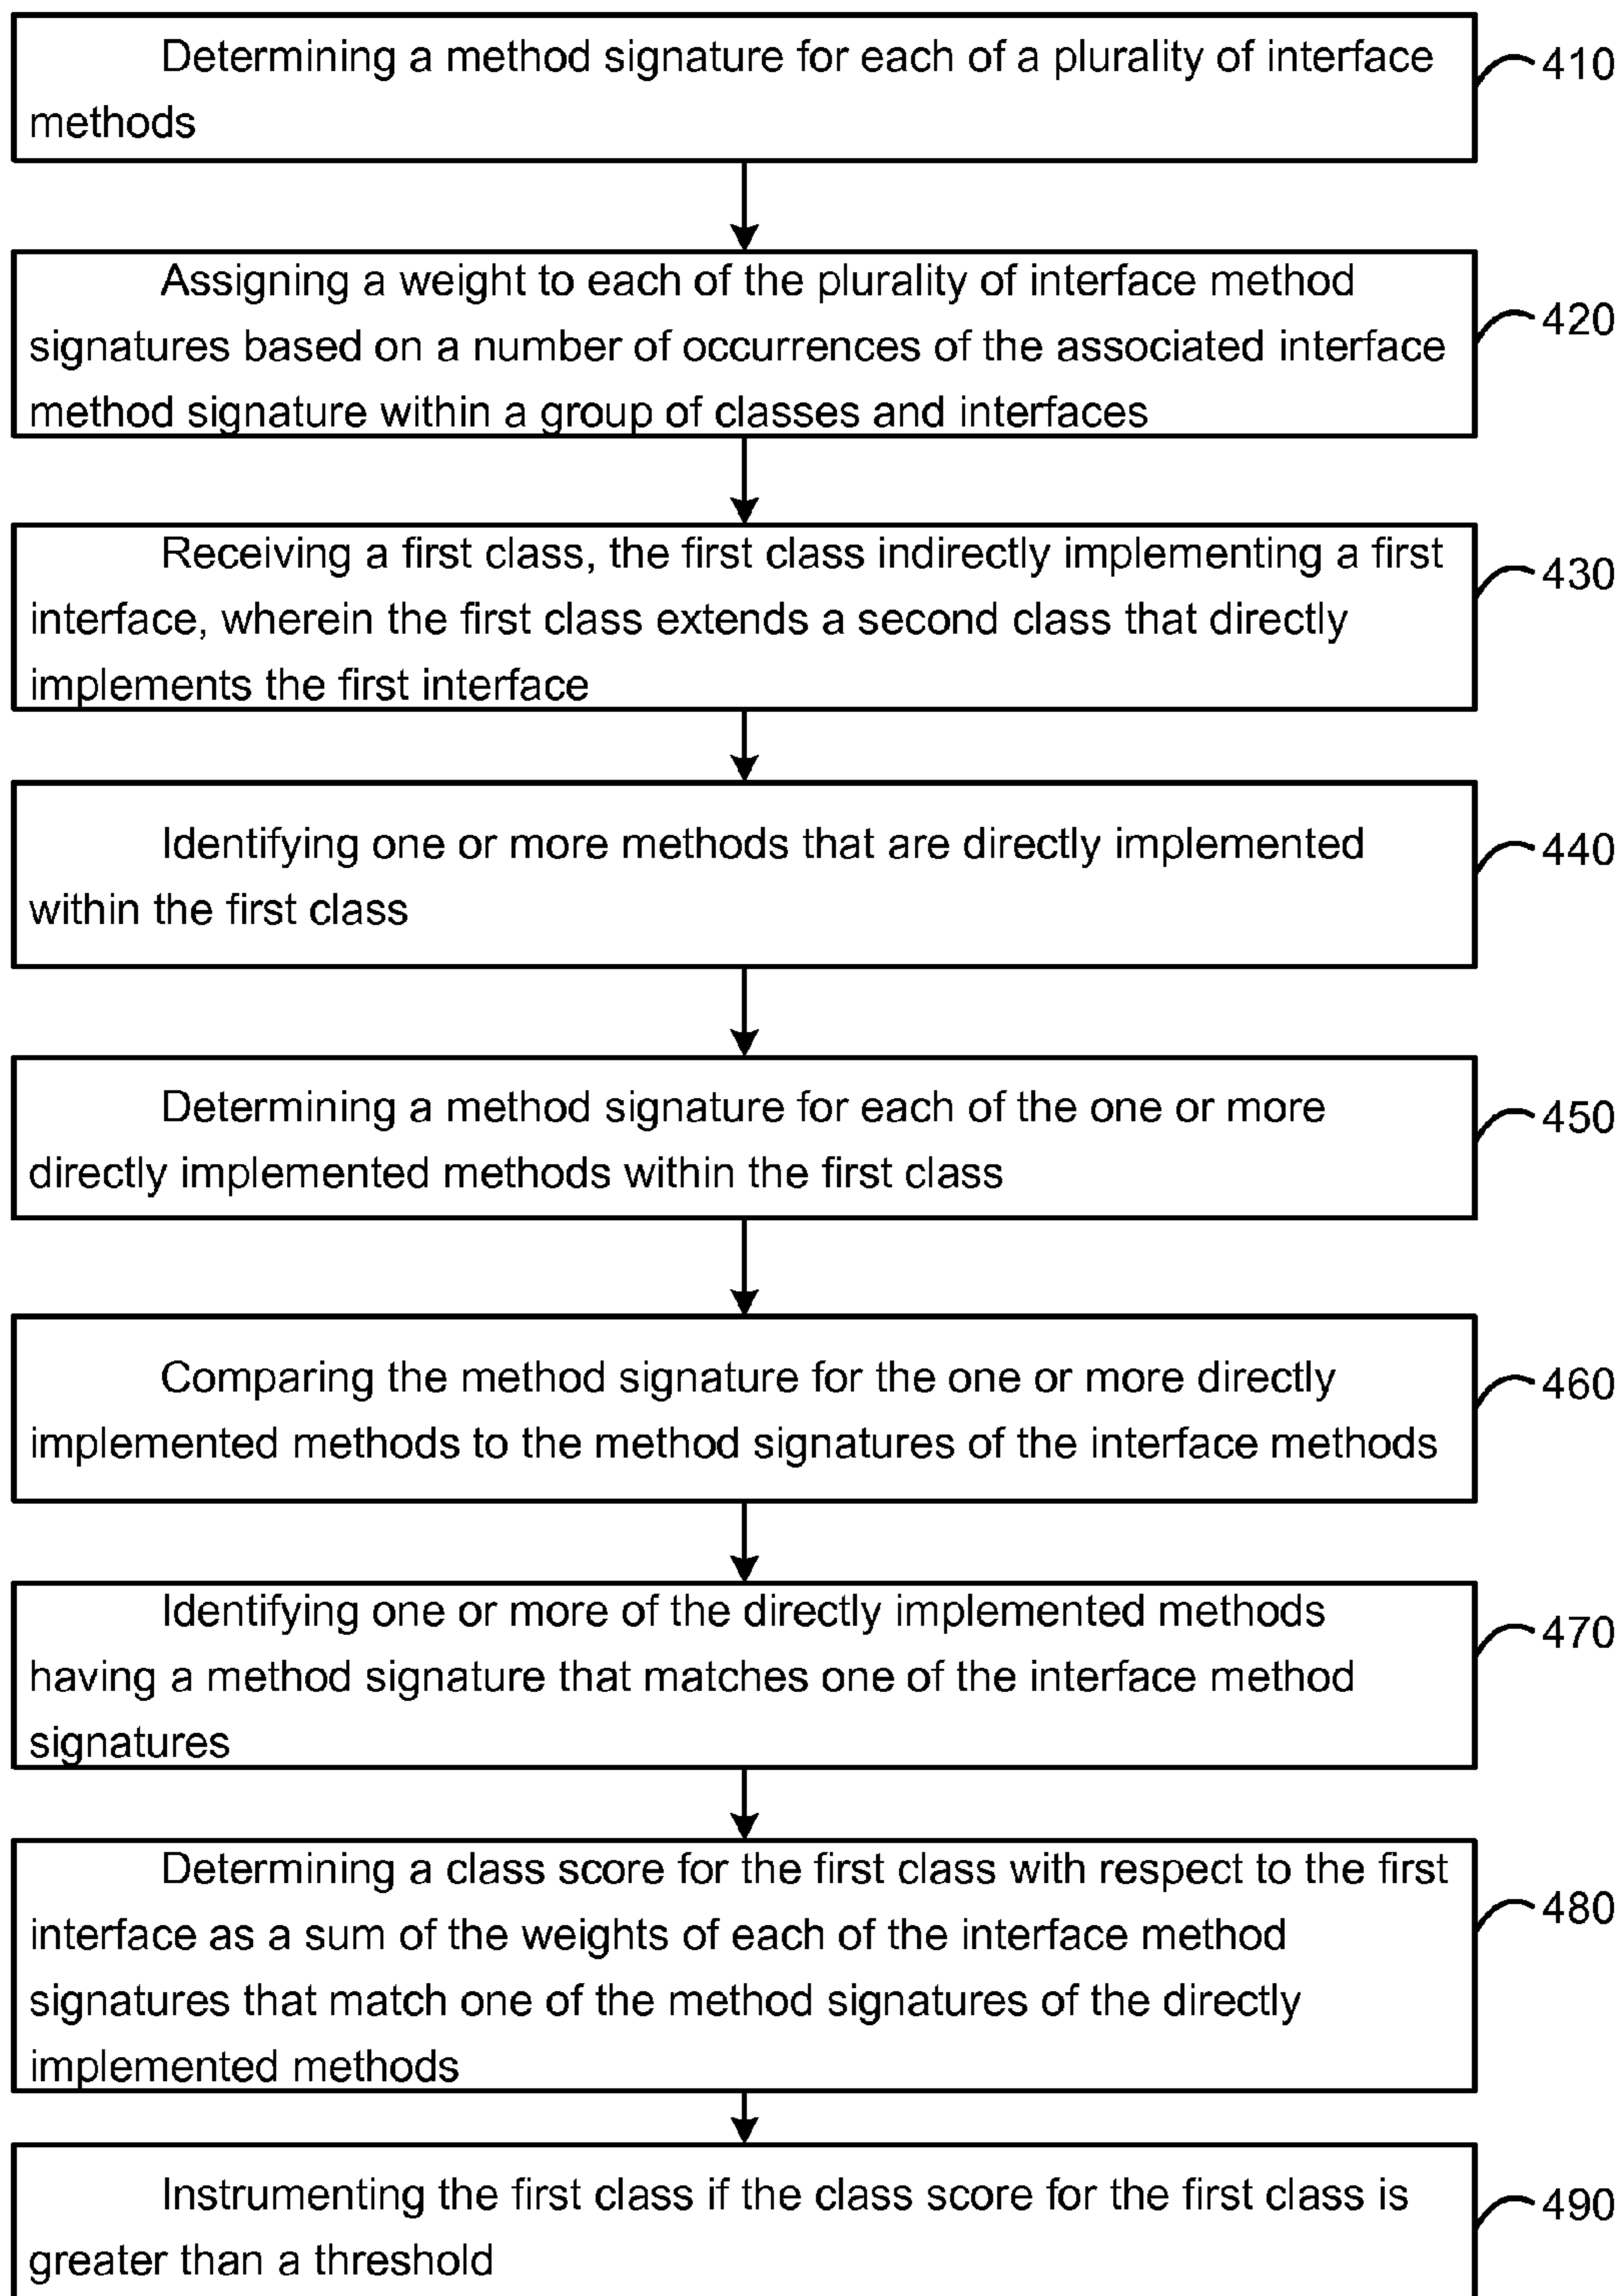 Determining a method signature for each of a plurality of interface
methods
410
Assigning a weight to each of the plurality of interface method
signatures based on a number of occurrences of the associated interface
method signature within a group of classes and interfaces
420
Receiving a first class, the first class indirectly implementing a first
interface, wherein the first class extends a second class that directly
implements the first interface
430
Identifying one or more methods that are directly implemented
within the first class
440
Determining a method signature for each of the one or more
directly implemented methods within the first class
450
Comparing the method signature for the one or more directly
implemented methods to the method signatures of the interface methods
460
Identifying one or more of the directly implemented methods
having a method signature that matches one of the interface method
signatures
470
Determining a class score for the first class with respect to the first
interface as a sum of the weights of each of the interface method
signatures that match one of the method signatures of the directly
implemented methods
480
Instrumenting the first class if the class score for the first class is
greater than a threshold
490